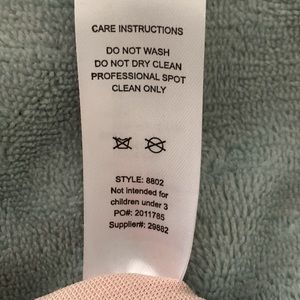 CARE INSTRUCTIONS
DO NOT WASH
DO NOT DRY CLEAN
PROFESSIONAL SPOT
CLEAN ONLY
STYLE: 8802
Not intended for
children under 3
PO#: 2011785
Supplier#: 29882